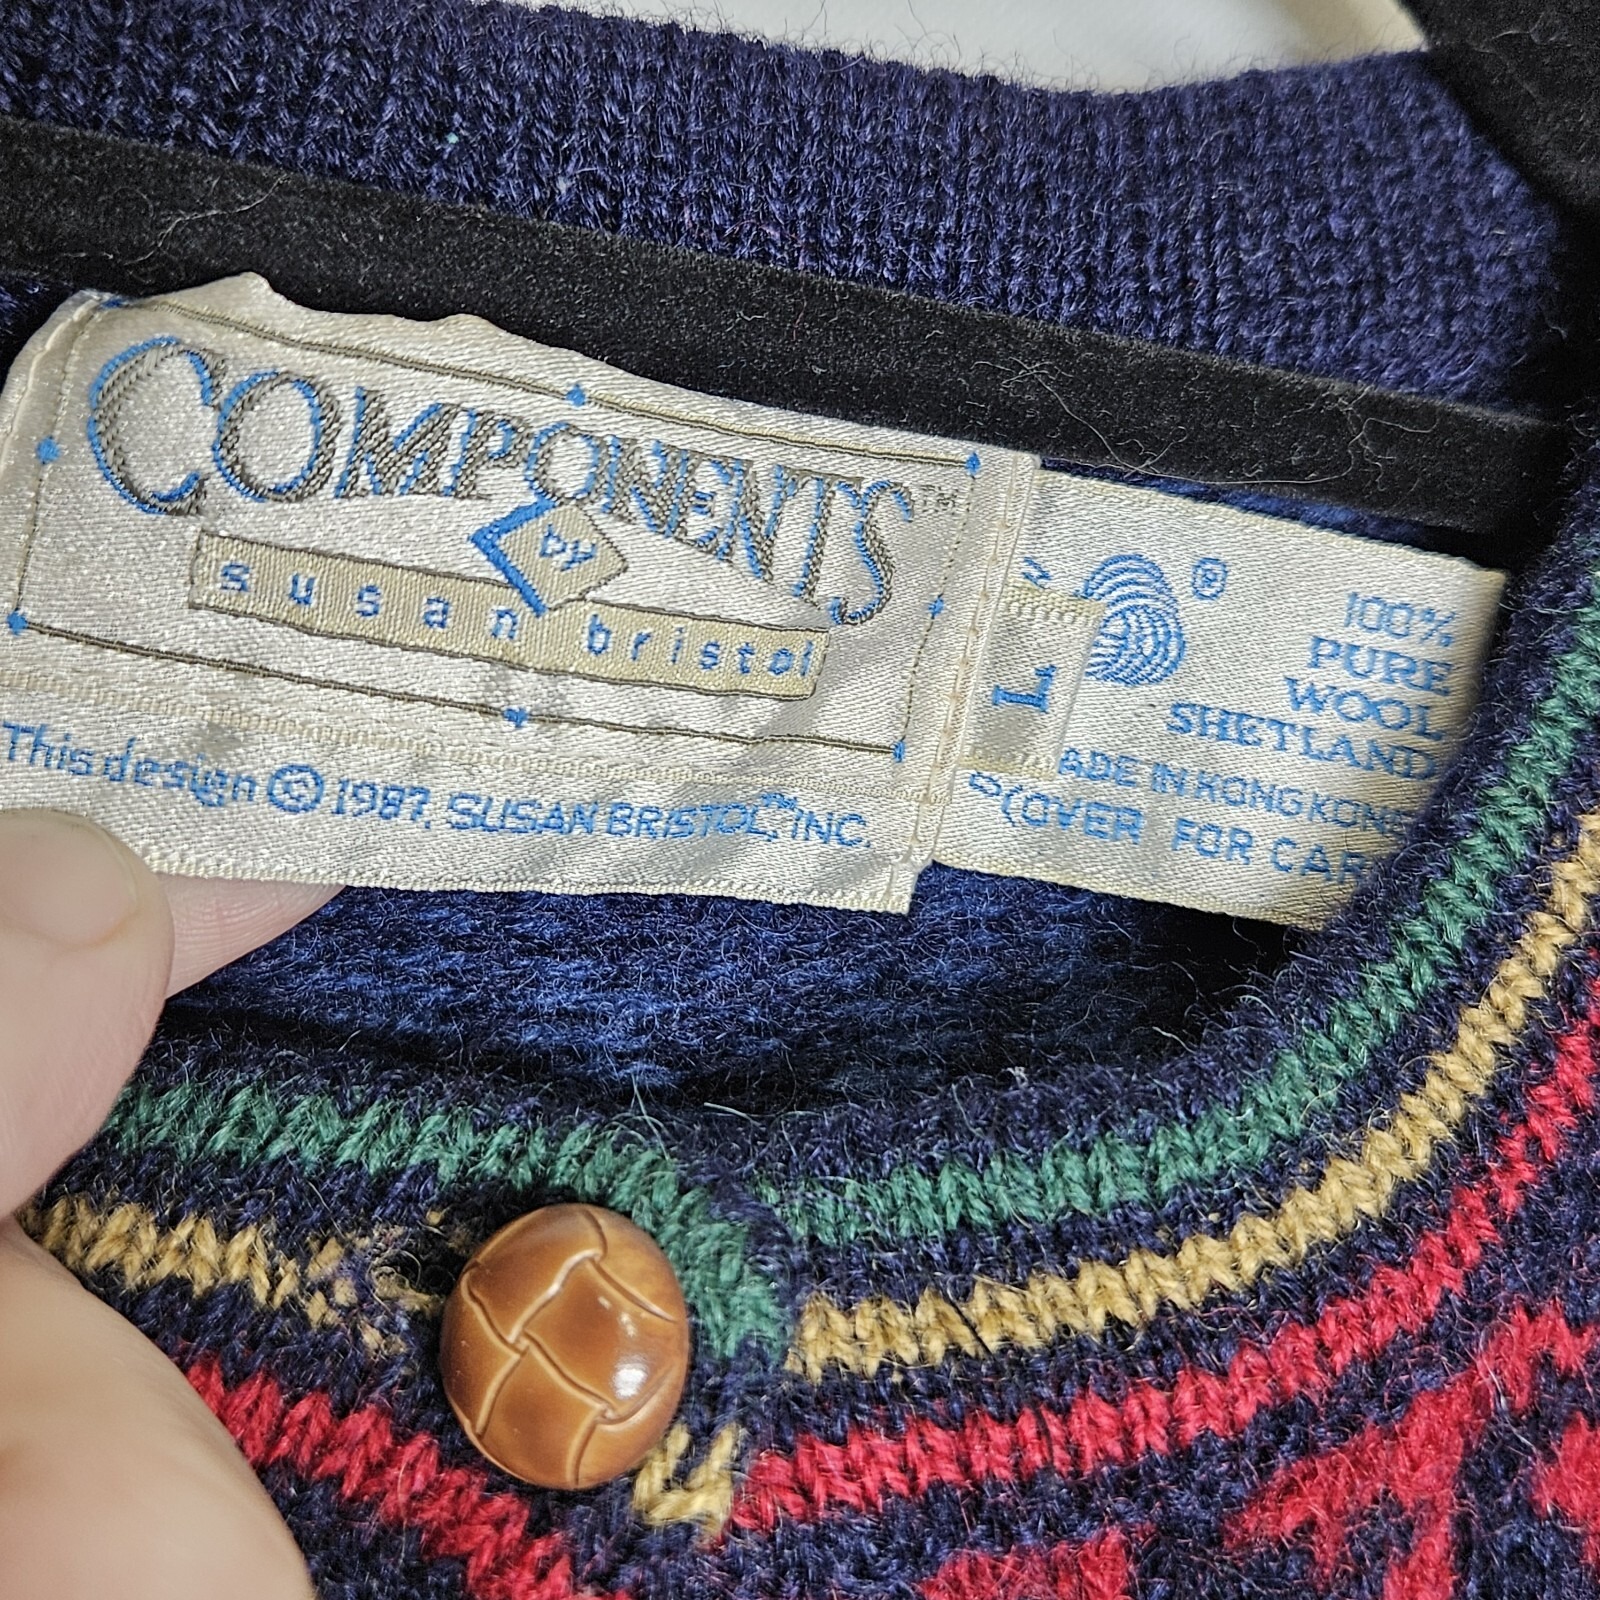 COMPONENTS™
by
susan bristol
This design © 1987, SUSAN BRISTOL,™ INC.
L
®
100%
PURE
WOOL
SHETLAND
ADE IN HONG KONG
(OVER FOR CAR